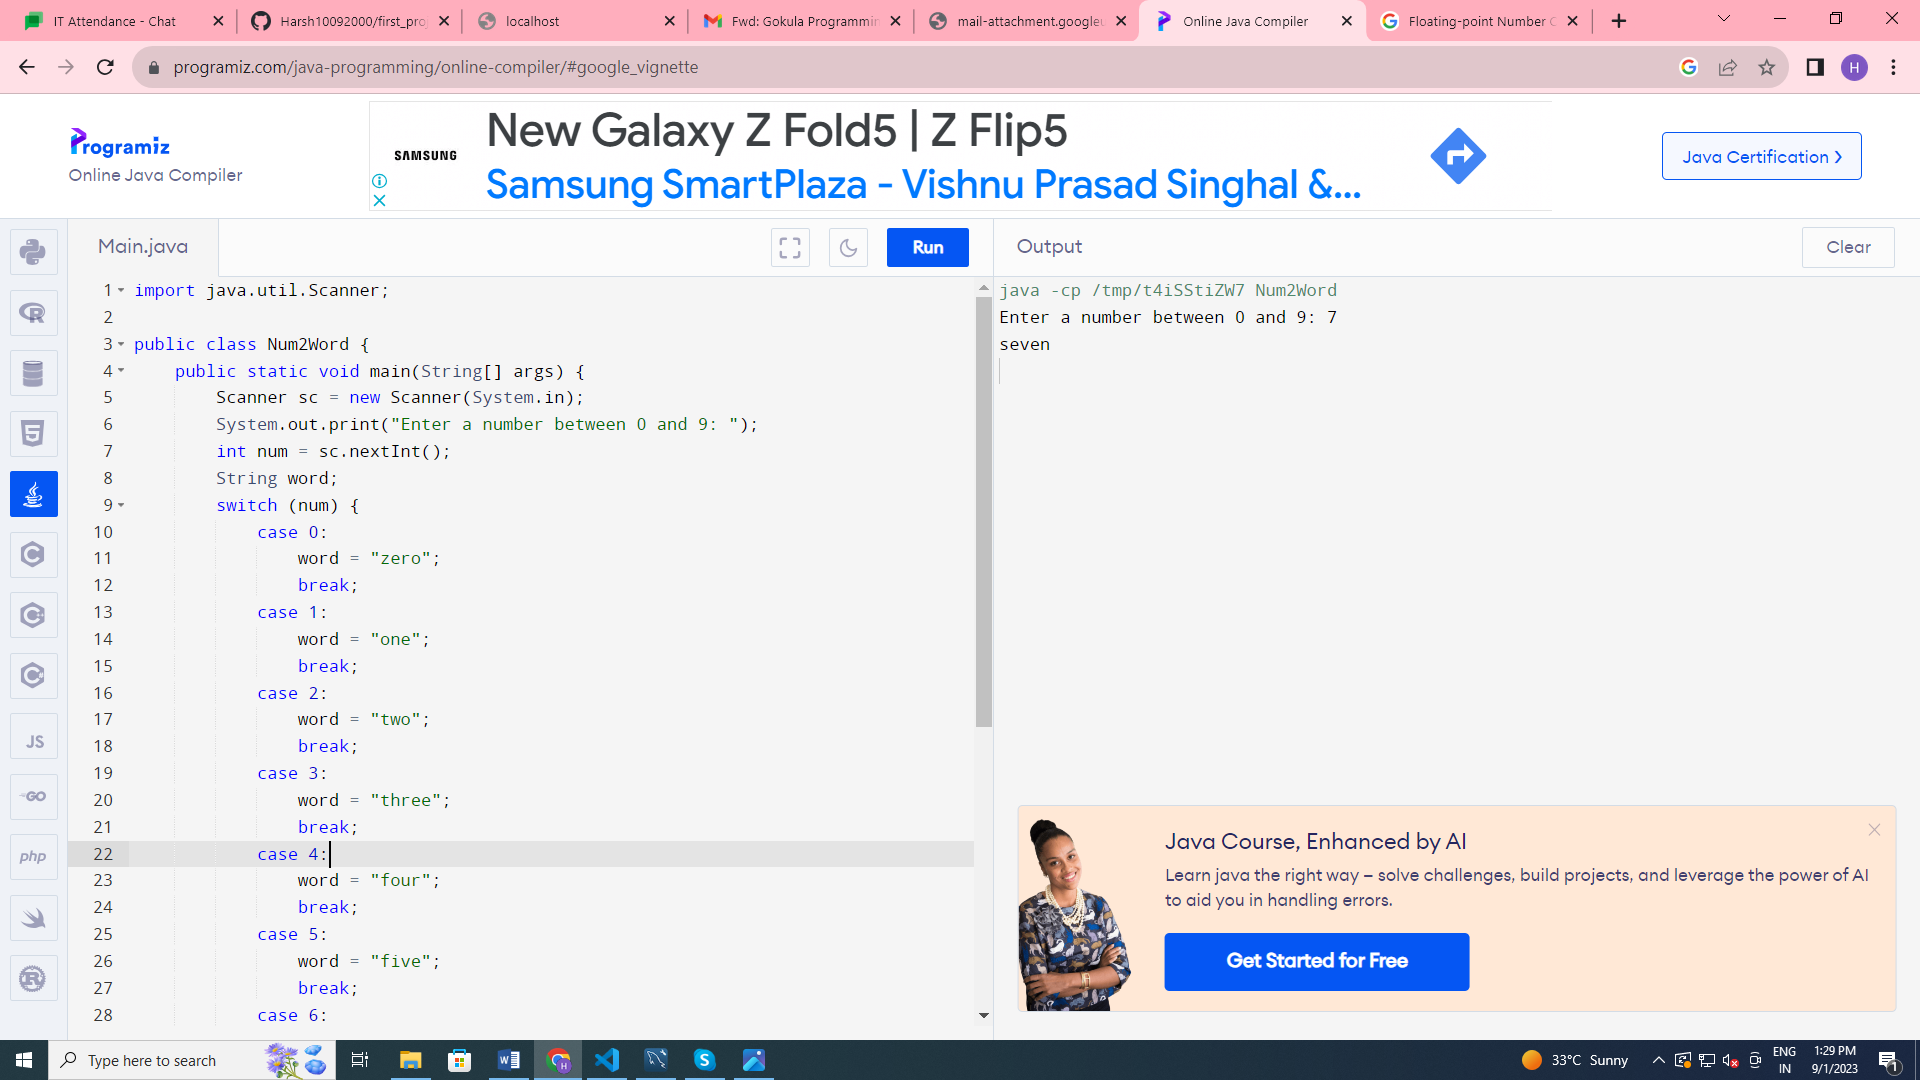 IT Attendance - Chat
Harsh10092000/first_pro
localhost
Fwd: Gokula Programmin
mail-attachment.googleu
Online Java Compiler
Floating-point Number C
programiz.com/java-programming/online-compiler/#google_vignette
H
Programiz
Online Java Compiler
SAMSUNG
New Galaxy Z Fold5 | Z Flip5
Samsung SmartPlaza - Vishnu Prasad Singhal &...
Java Certification ❯
Main.java
Run
Output
Clear
1 import java.util.Scanner;
2
3 public class Num2Word {
4 public static void main(String[] args) {
5 Scanner sc = new Scanner(System.in);
6 System.out.print("Enter a number between 0 and 9: ");
7 int num = sc.nextInt();
8 String word;
9 switch (num) {
10 case 0:
11 word = "zero";
12 break;
13 case 1:
14 word = "one";
15 break;
16 case 2:
17 word = "two";
18 break;
19 case 3:
20 word = "three";
21 break;
22 case 4:
23 word = "four";
24 break;
25 case 5:
26 word = "five";
27 break;
28 case 6:
java -cp /tmp/t4iSStiZW7 Num2Word
Enter a number between 0 and 9: 7
seven
R
5
C
C
C
JS
GO
php
R
Java Course, Enhanced by AI
Learn java the right way – solve challenges, build projects, and leverage the power of AI
to aid you in handling errors.
Get Started for Free
Type here to search
33°C Sunny
ENG
IN
1:29 PM
9/1/2023
1